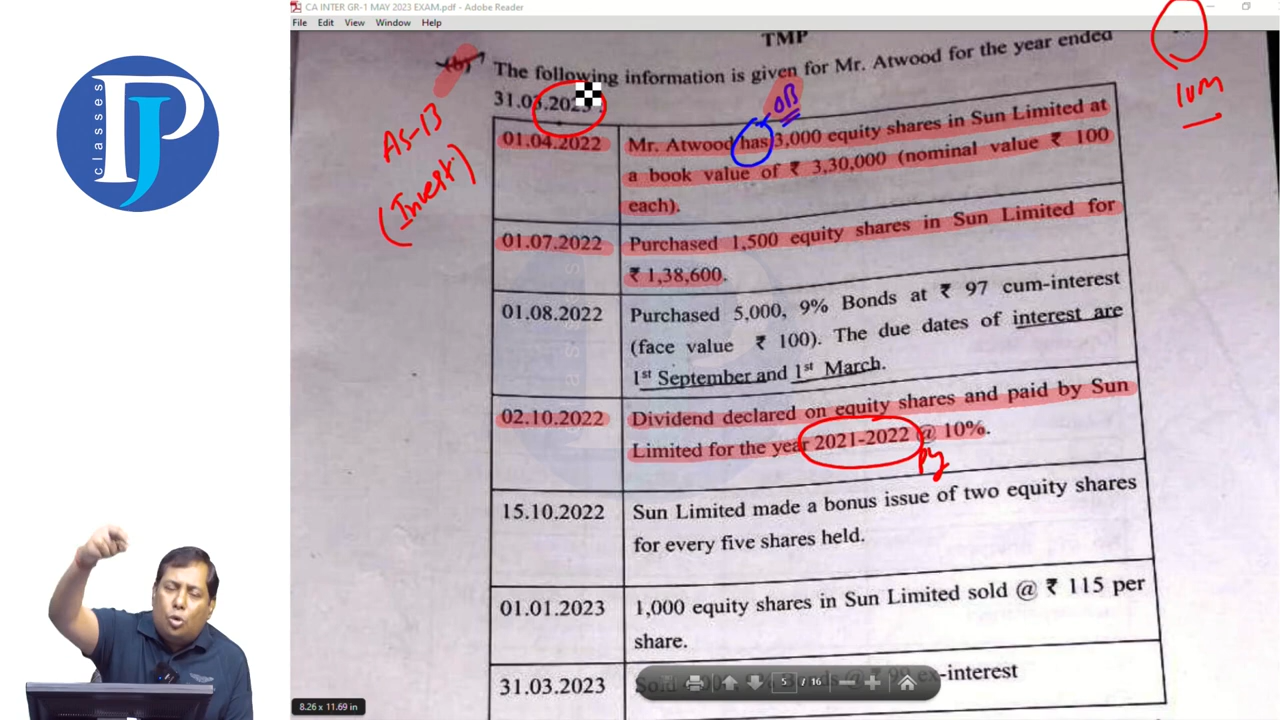 CA INTER GR-1 MAY 2023 EXAM.pdf - Adobe Reader
File Edit View Window Help
TMP
(b) The following information is given for Mr. Atwood for the year ended
31.03.2023
10M
AS-13
(Invest.)
OB
01.04.2022 Mr. Atwood has 3,000 equity shares in Sun Limited at
a book value of ₹ 3,30,000 (nominal value ₹ 100
each).
01.07.2022 Purchased 1,500 equity shares in Sun Limited for
₹ 1,38,600.
01.08.2022 Purchased 5,000, 9% Bonds at ₹ 97 cum-interest
(face value ₹ 100). The due dates of interest are
1st September and 1st March.
02.10.2022 Dividend declared on equity shares and paid by Sun
Limited for the year 2021-2022 @ 10%.
Py
15.10.2022 Sun Limited made a bonus issue of two equity shares
for every five shares held.
01.01.2023 1,000 equity shares in Sun Limited sold @ ₹ 115 per
share.
31.03.2023 ex-interest
5 / 16
8.26 x 11.69 in
PJ
classes